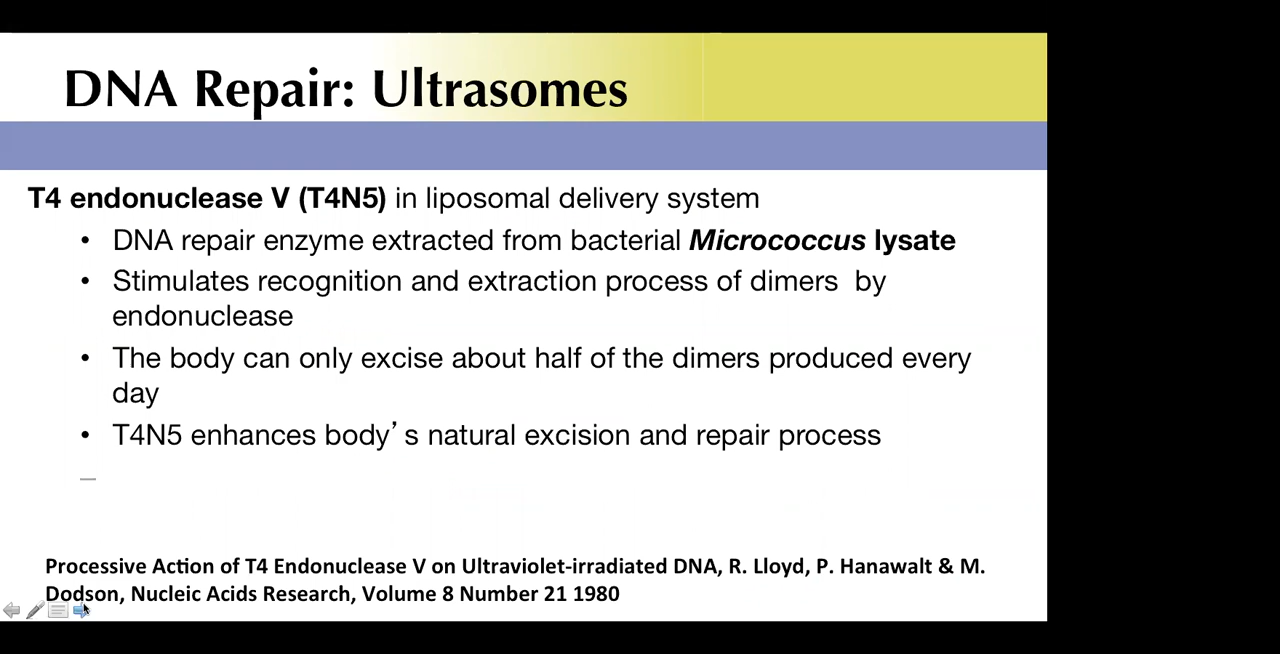 DNA Repair: Ultrasomes
T4 endonuclease V (T4N5) in liposomal delivery system
• DNA repair enzyme extracted from bacterial Micrococcus lysate
• Stimulates recognition and extraction process of dimers  by
endonuclease
• The body can only excise about half of the dimers produced every
day
• T4N5 enhances body’s natural excision and repair process
–
Processive Action of T4 Endonuclease V on Ultraviolet-irradiated DNA, R. Lloyd, P. Hanawalt & M.
Dodson, Nucleic Acids Research, Volume 8 Number 21 1980